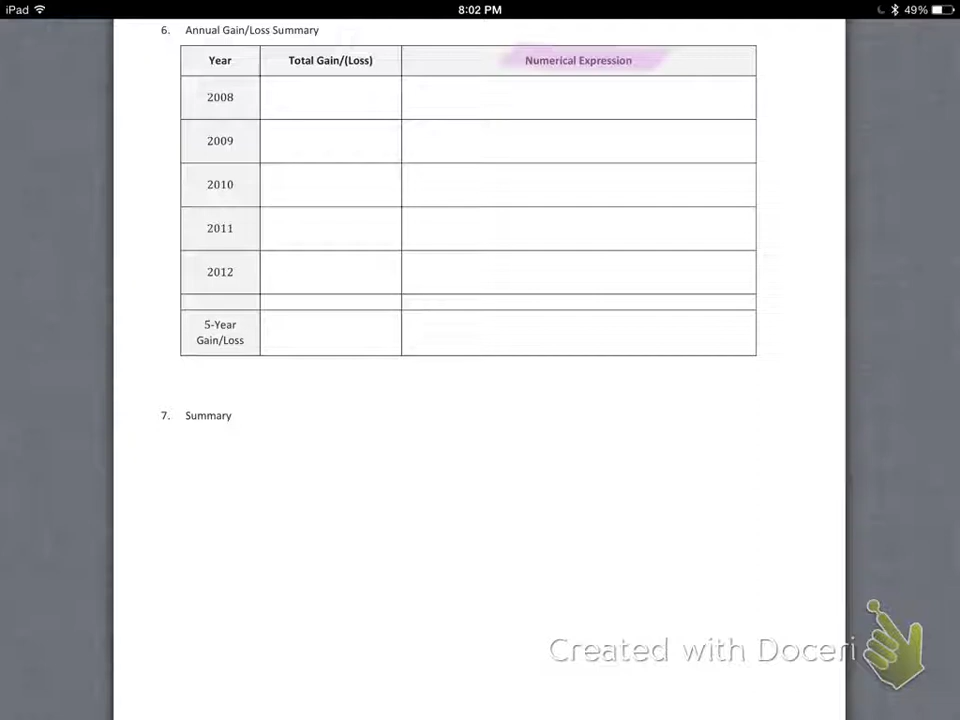 iPad 8:02 PM 49%
6. Annual Gain/Loss Summary
Year Total Gain/(Loss) Numerical Expression
2008
2009
2010
2011
2012
5-Year
Gain/Loss
7. Summary
Created with Doceri